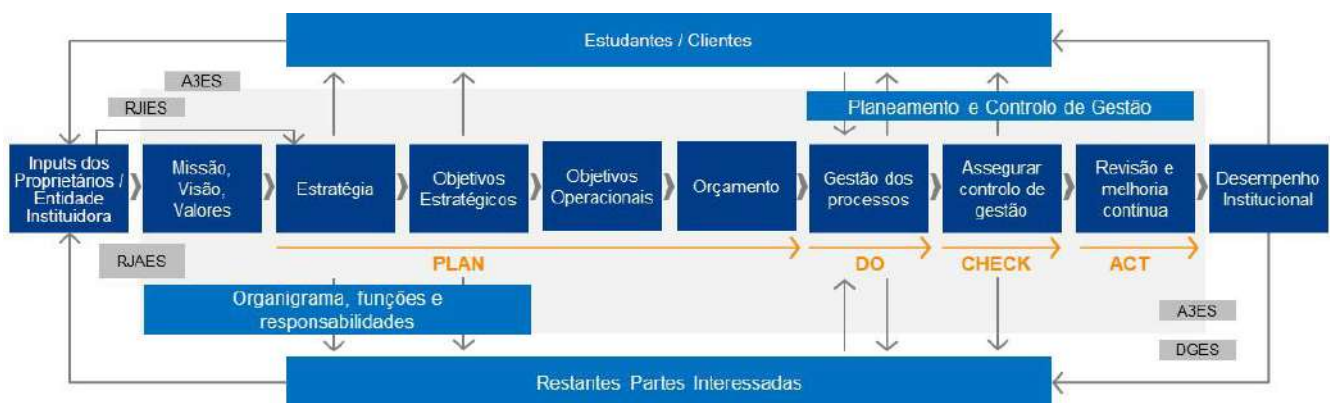 Estudantes / Clientes
A3ES
RJIES
Planeamento e Controlo de Gestão
Inputs dos
Proprietários /
Entidade
Instituidora
Missão,
Visão,
Valores
Estratégia
Objetivos
Estratégicos
Objetivos
Operacionais
Orçamento
Gestão dos
processos
Assegurar
controlo de
gestão
Revisão e
melhoria
contínua
Desempenho
Institucional
RJAES
PLAN
DO
CHECK
ACT
Organigrama, funções e
responsabilidades
A3ES
DGES
Restantes Partes Interessadas